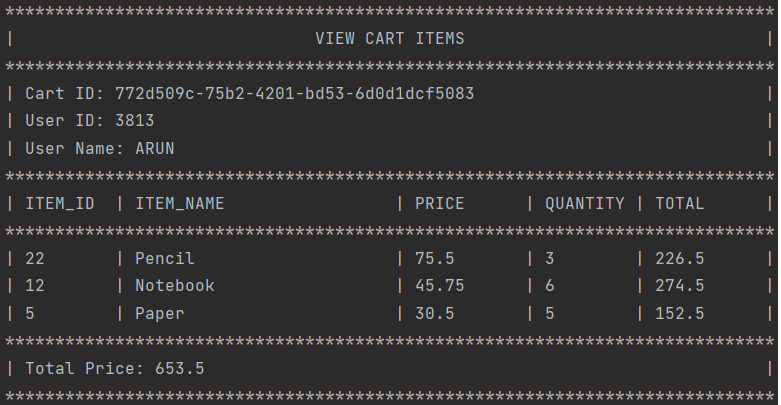 *****************************************************************************
|                              VIEW CART ITEMS                              |
*****************************************************************************
| Cart ID: 772d509c-75b2-4201-bd53-6d0d1dcf5083                             |
| User ID: 3813                                                             |
| User Name: ARUN                                                           |
*****************************************************************************
| ITEM_ID  | ITEM_NAME                 | PRICE      | QUANTITY | TOTAL      |
*****************************************************************************
| 22       | Pencil                    | 75.5       | 3        | 226.5      |
| 12       | Notebook                  | 45.75      | 6        | 274.5      |
| 5        | Paper                     | 30.5       | 5        | 152.5      |
*****************************************************************************
| Total Price: 653.5                                                        |
*****************************************************************************